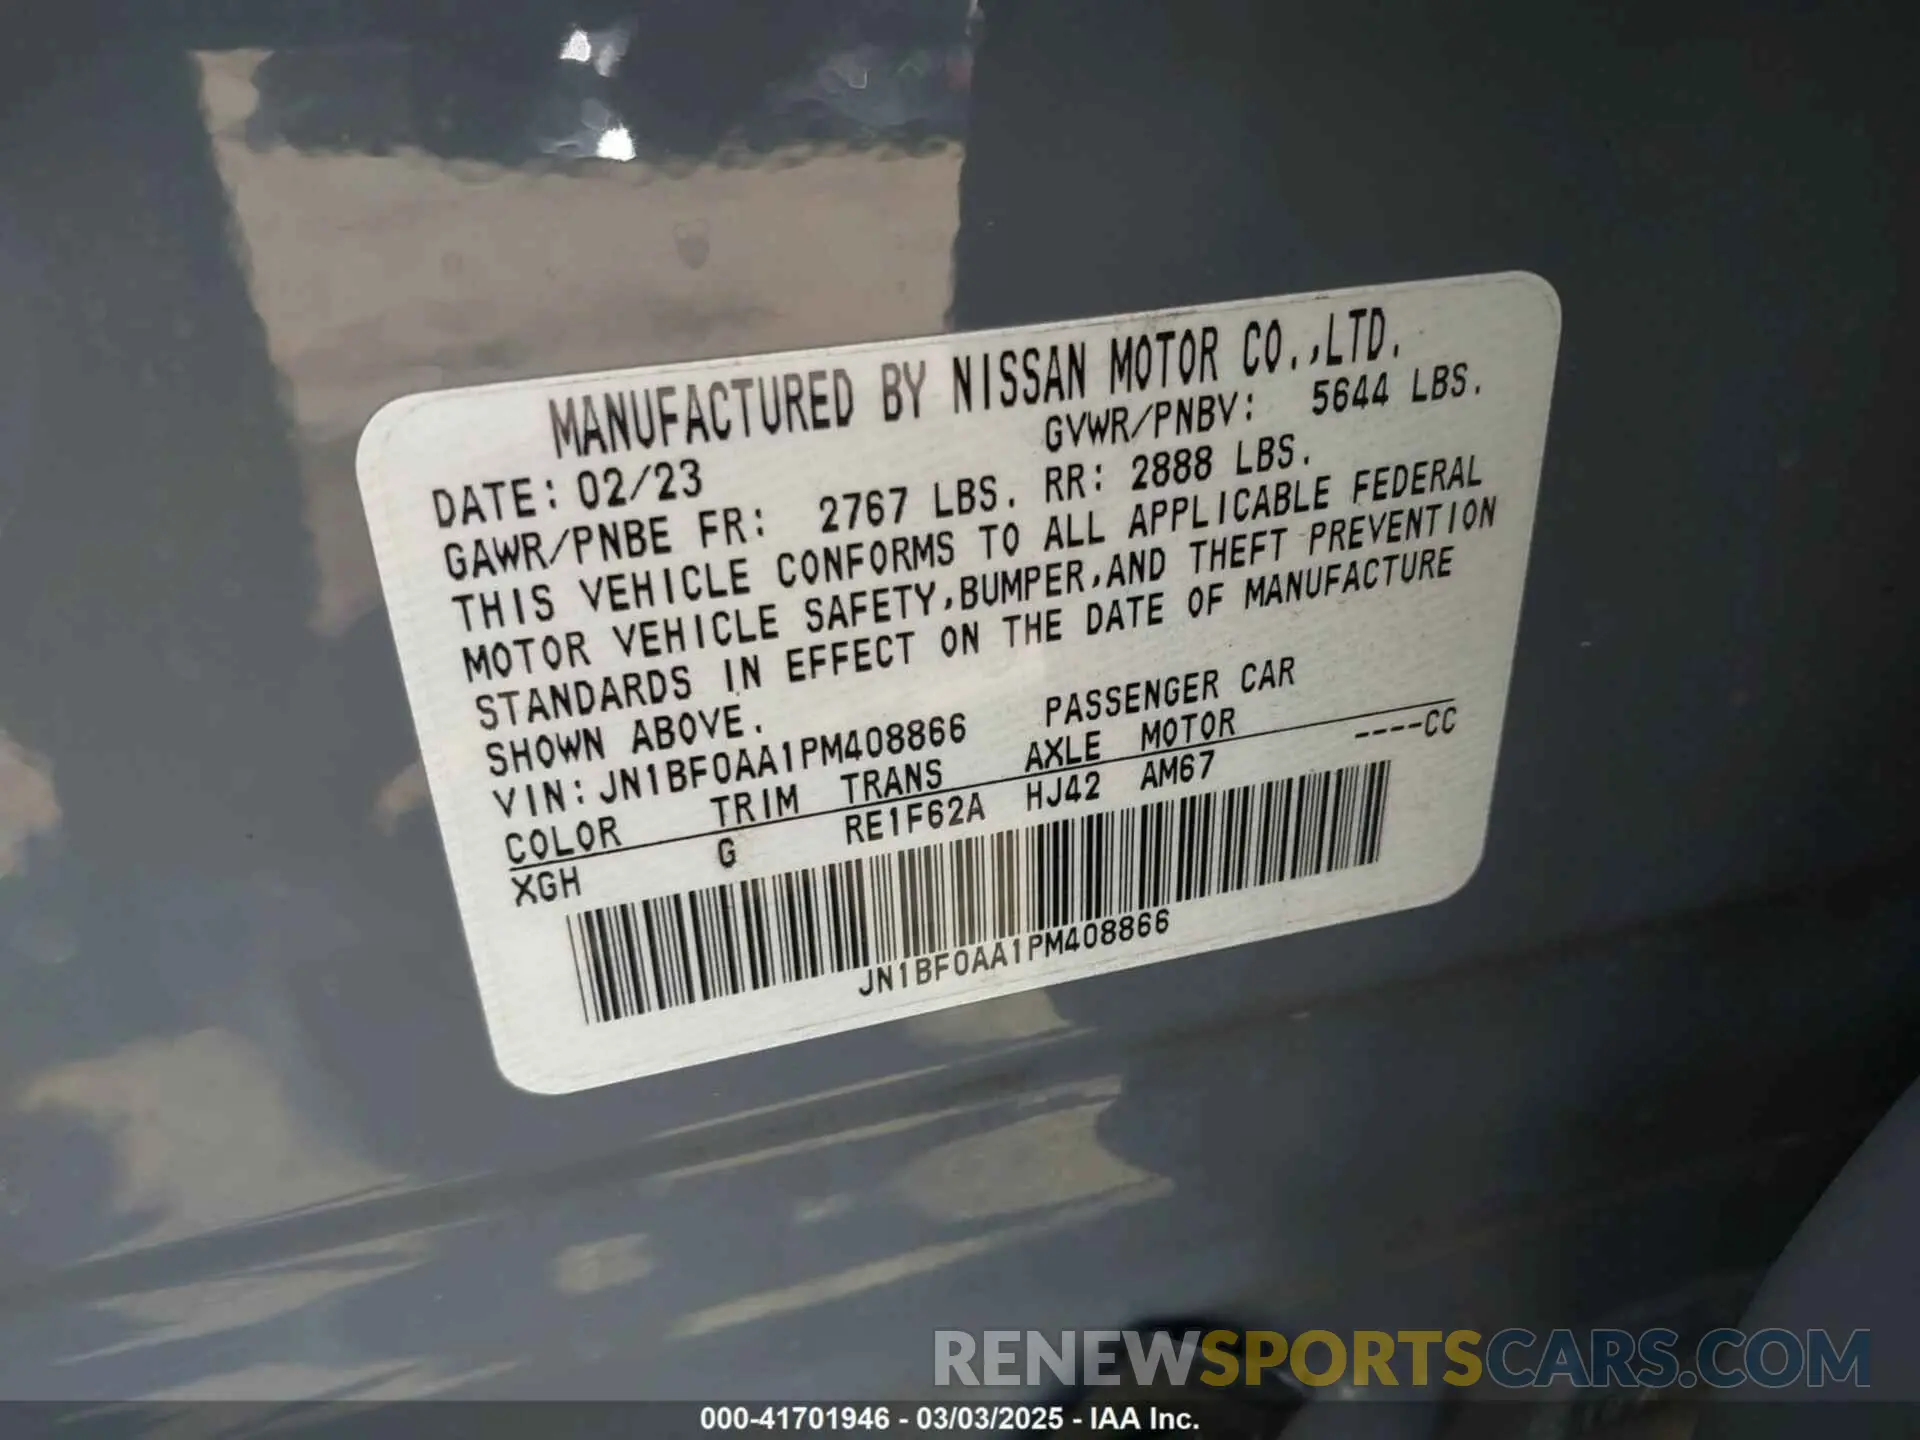 MANUFACTURED BY NISSAN MOTOR CO.,LTD.
DATE: 02/23 GVWR/PNBV: 5644 LBS.
GAWR/PNBE FR: 2767 LBS. RR: 2888 LBS.
THIS VEHICLE CONFORMS TO ALL APPLICABLE FEDERAL
MOTOR VEHICLE SAFETY,BUMPER,AND THEFT PREVENTION
STANDARDS IN EFFECT ON THE DATE OF MANUFACTURE
SHOWN ABOVE.
VIN:JN1BF0AA1PM408866 PASSENGER CAR
COLOR TRIM TRANS AXLE MOTOR ----CC
XGH G RE1F62A HJ42 AM67
JN1BF0AA1PM408866
RENEWSPORTSCARS.COM
000-41701946 - 03/03/2025 - IAA Inc.